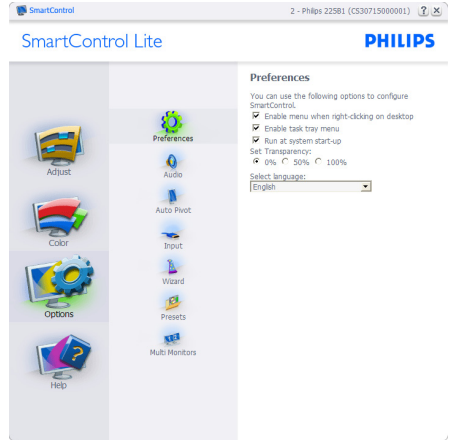 SmartControl
2 - Philips 225B1 (CS30715000001)
SmartControl Lite
PHILIPS
Adjust
Color
Options
Help
Preferences
Audio
Auto Pivot
Input
Wizard
Presets
Multi Monitors
Preferences
You can use the following options to configure
SmartControl.
Enable menu when right-clicking on desktop
Enable task tray menu
Run at system start-up
Set Transparency:
0% 50% 100%
Select language:
English